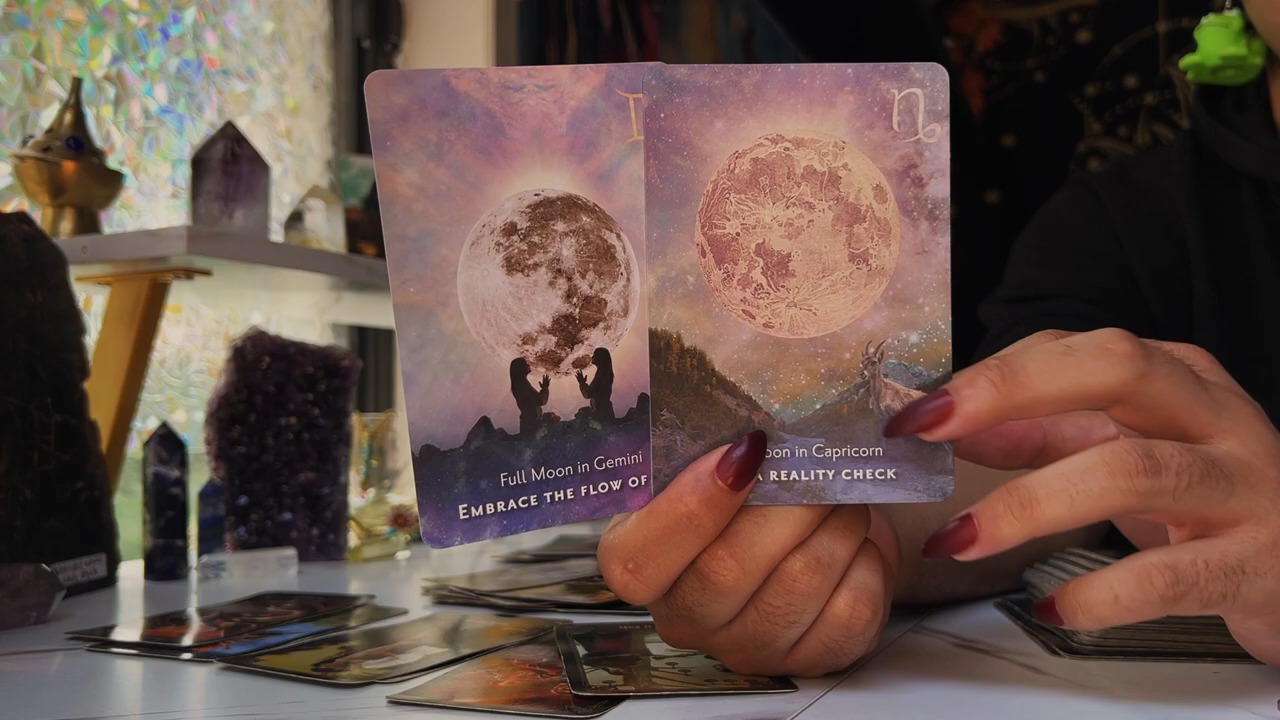 Full Moon in Gemini
EMBRACE THE FLOW OF
oon in Capricorn
A REALITY CHECK